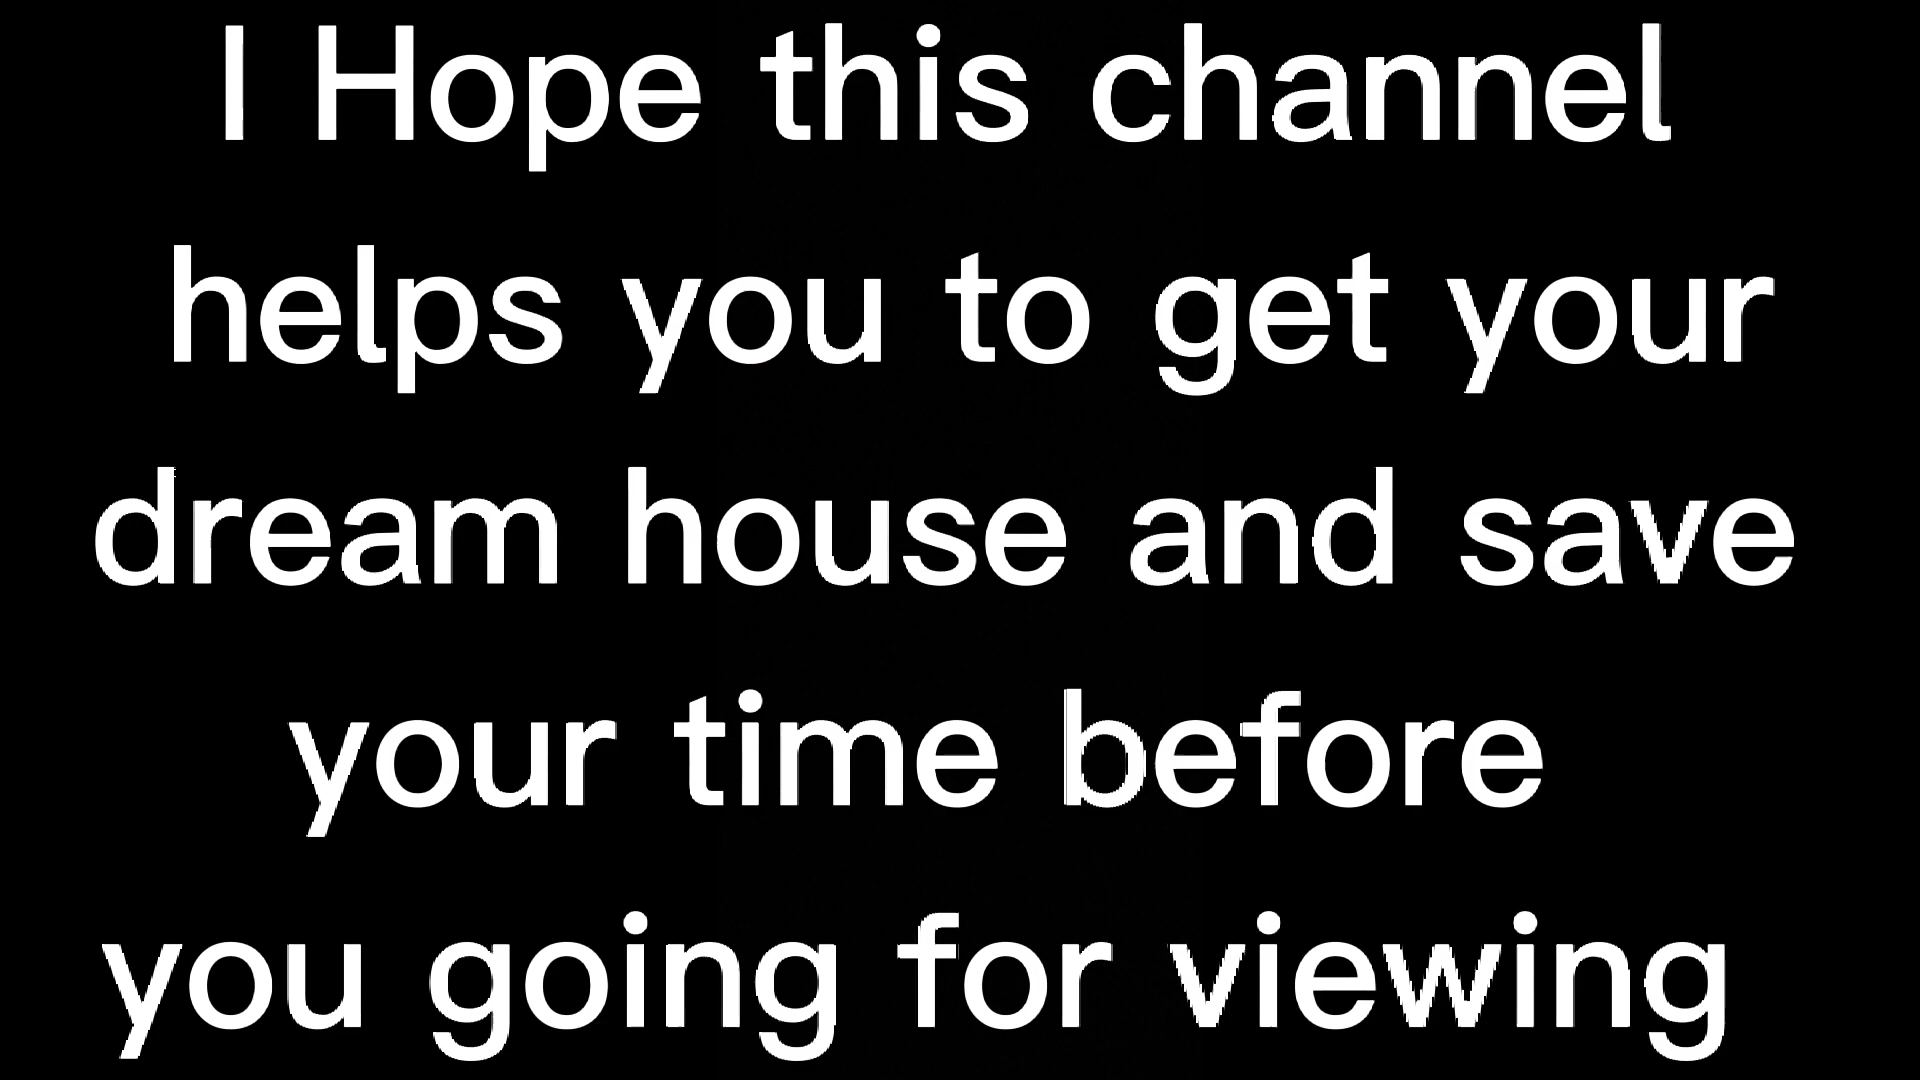 I Hope this channel
helps you to get your
dream house and save
your time before
you going for viewing